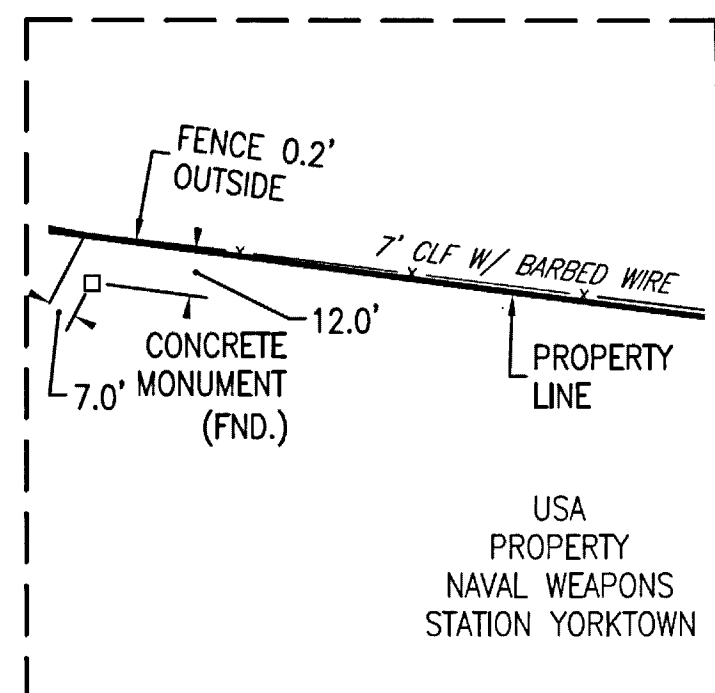 FENCE 0.2'
OUTSIDE
7' CLF W/ BARBED WIRE
12.0'
CONCRETE
MONUMENT
(FND.)
7.0'
PROPERTY
LINE
USA
PROPERTY
NAVAL WEAPONS
STATION YORKTOWN